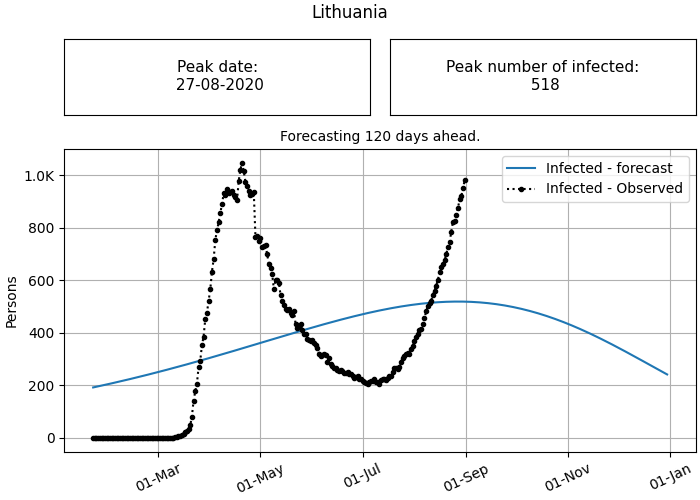 Lithuania
Peak date:
27-08-2020
Peak number of infected:
518
Forecasting 120 days ahead.
Infected - forecast
Infected - Observed
Persons
1.0K
800
600
400
200
0
01-Mar
01-May
01-Jul
01-Sep
01-Nov
01-Jan